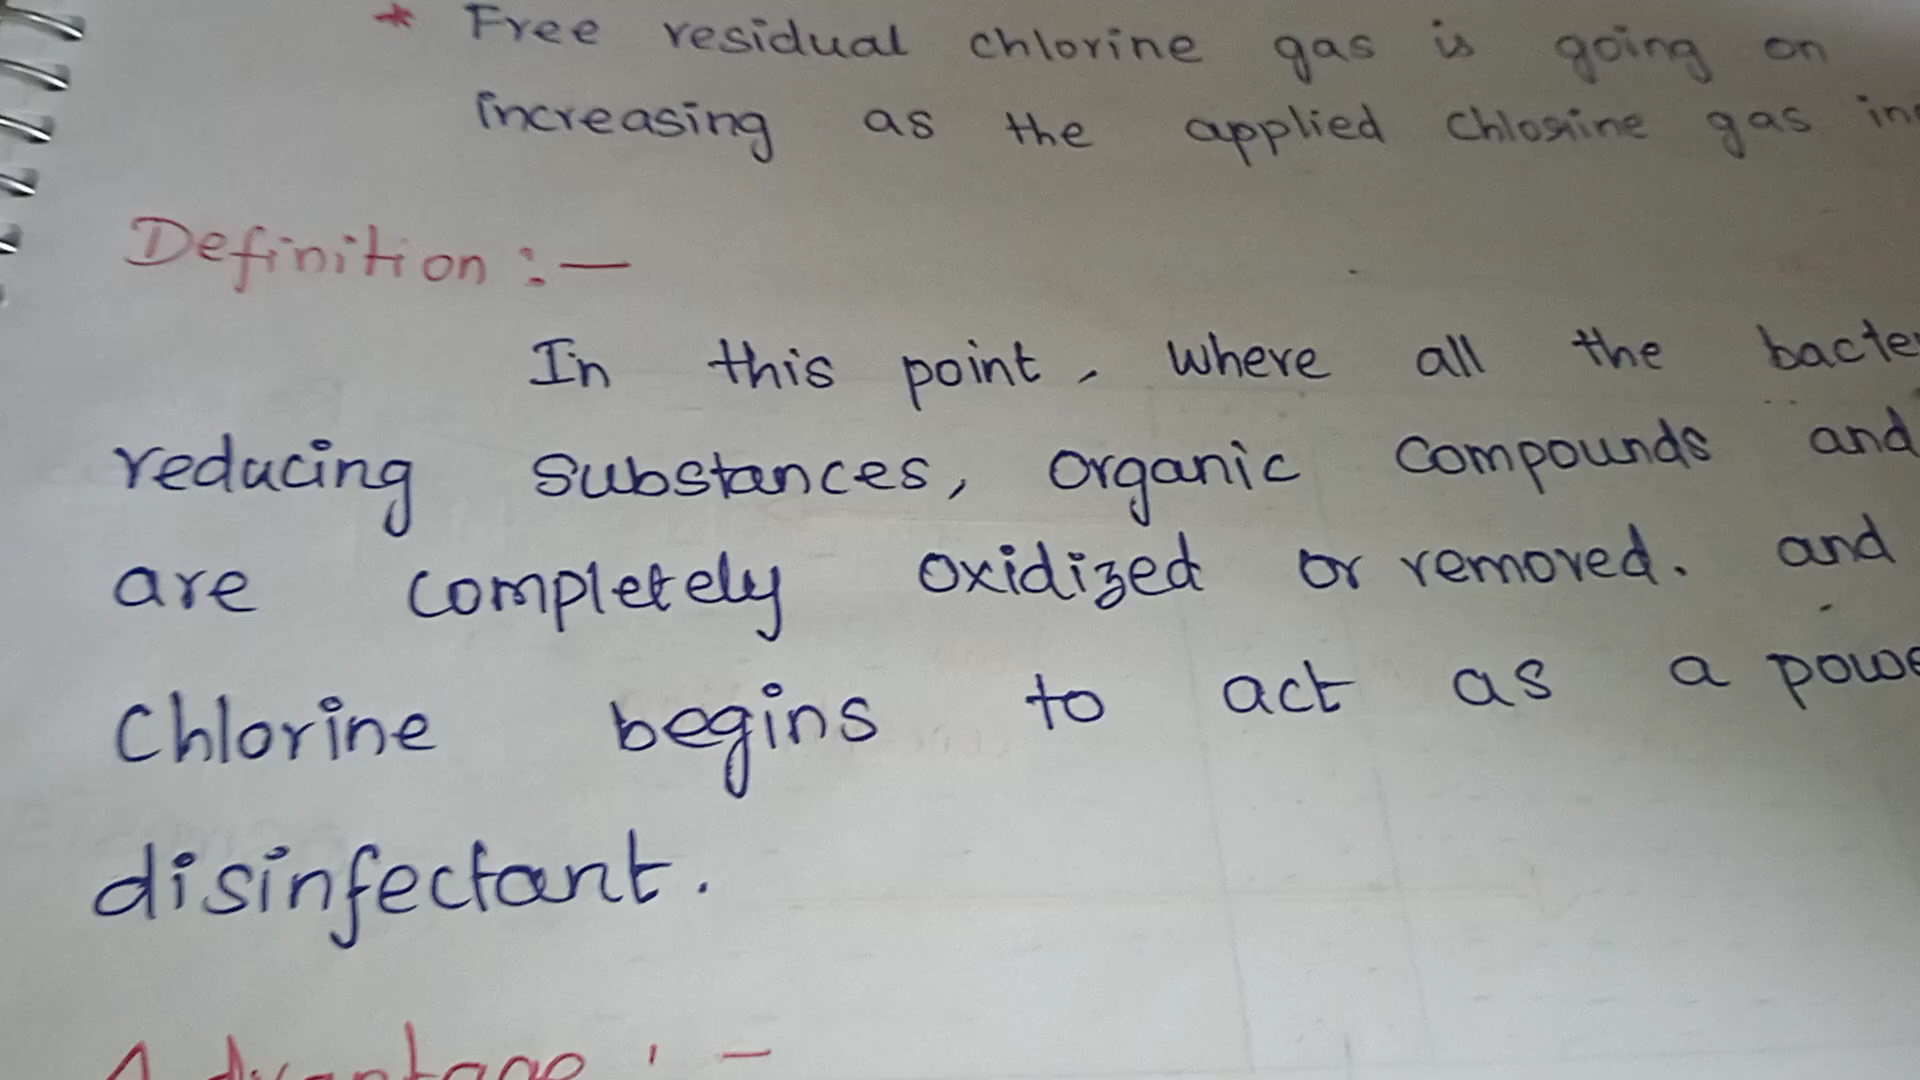 * Free residual chlorine gas is going on
increasing as the applied chlorine gas
Definition :-
In this point, where all the
reducing substances, organic compounds and
are completely oxidized or removed. and
Chlorine begins to act as a
disinfectant.
Advantage : -